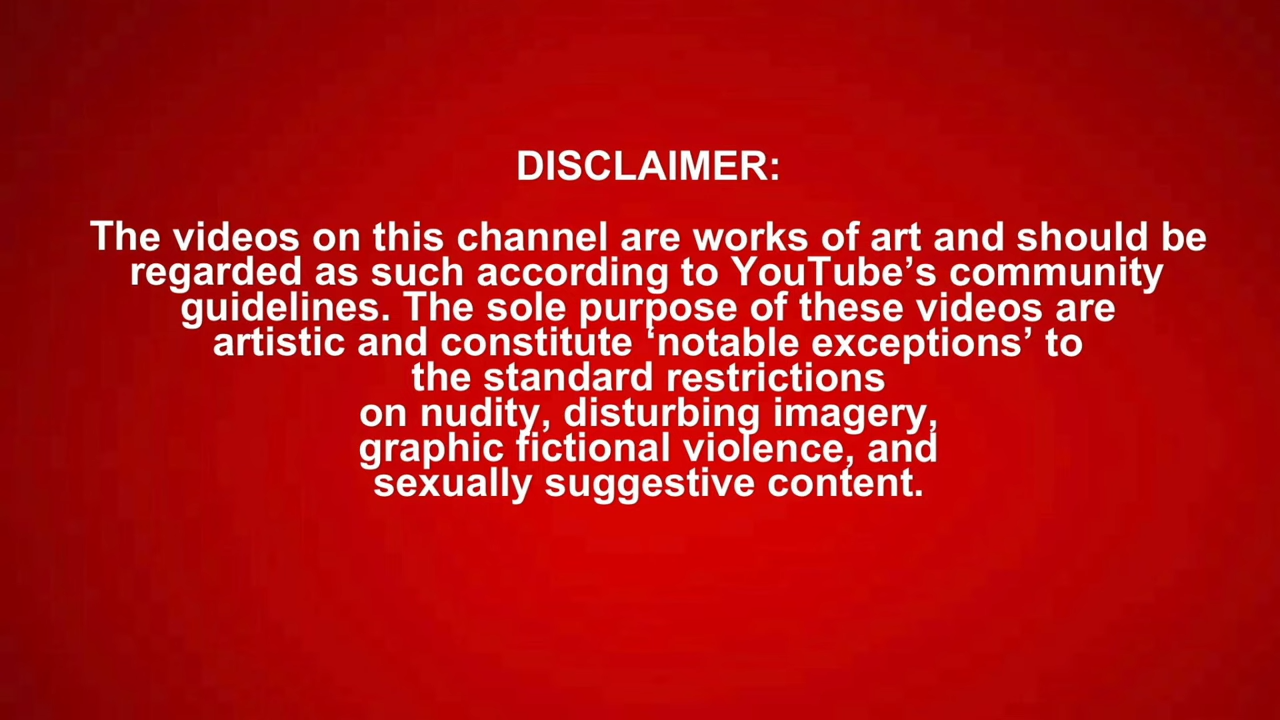 DISCLAIMER:
The videos on this channel are works of art and should be
regarded as such according to YouTube’s community
guidelines. The sole purpose of these videos are
artistic and constitute ‘notable exceptions’ to
the standard restrictions
on nudity, disturbing imagery,
graphic fictional violence, and
sexually suggestive content.